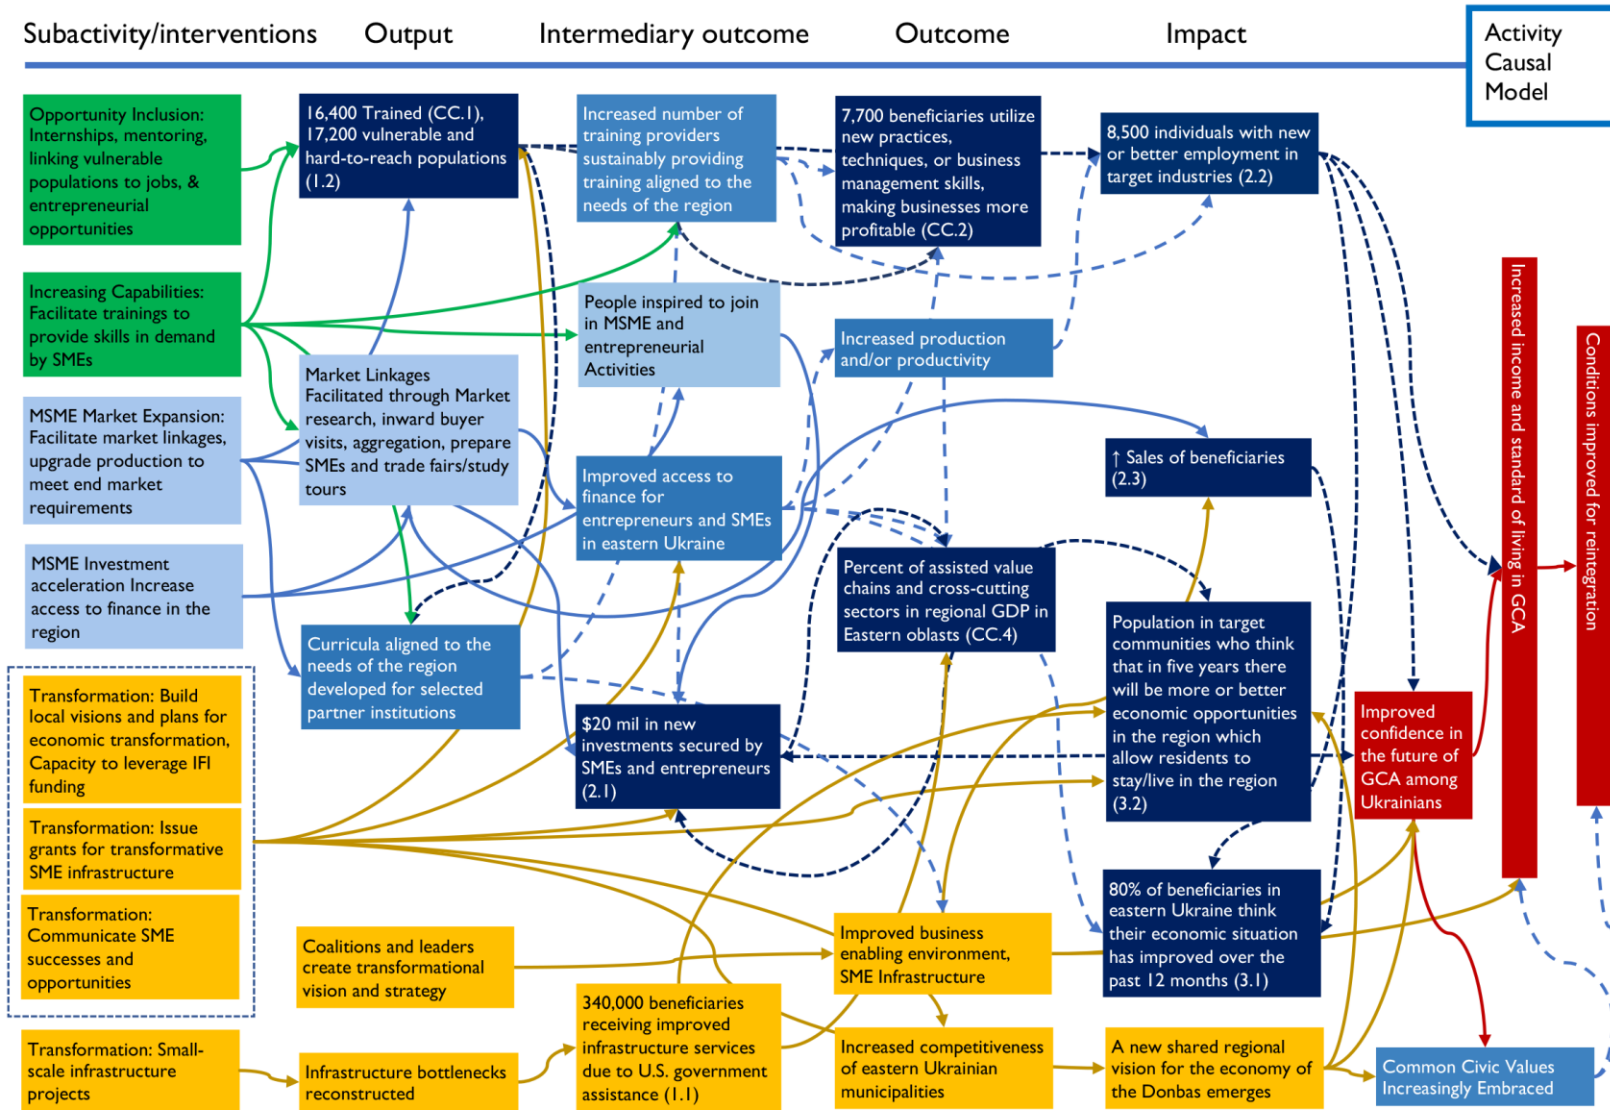 Subactivity/interventions
Output
Intermediary outcome
Outcome
Impact
Activity
Causal
Model
Opportunity Inclusion:
Internships, mentoring,
linking vulnerable
populations to jobs, &
entrepreneurial
opportunities
Increasing Capabilities:
Facilitate trainings to
provide skills in demand
by SMEs
MSME Market Expansion:
Facilitate market linkages,
upgrade production to
meet end market
requirements
MSME Investment
acceleration Increase
access to finance in the
region
Transformation: Build
local visions and plans for
economic transformation,
Capacity to leverage IFI
funding
Transformation: Issue
grants for transformative
SME infrastructure
Transformation:
Communicate SME
successes and
opportunities
Transformation: Small-
scale infrastructure
projects
16,400 Trained (CC.1),
17,200 vulnerable and
hard-to-reach populations
(1.2)
Market Linkages
Facilitated through Market
research, inward buyer
visits, aggregation, prepare
SMEs and trade fairs/study
tours
Curricula aligned to the
needs of the region
developed for selected
partner institutions
Coalitions and leaders
create transformational
vision and strategy
Infrastructure bottlenecks
reconstructed
Increased number of
training providers
sustainably providing
training aligned to the
needs of the region
People inspired to join
in MSME and
entrepreneurial
Activities
Improved access to
finance for
entrepreneurs and SMEs
in eastern Ukraine
$20 mil in new
investments secured by
SMEs and entrepreneurs
(2.1)
340,000 beneficiaries
receiving improved
infrastructure services
due to U.S. government
assistance (1.1)
7,700 beneficiaries utilize
new practices,
techniques, or business
management skills,
making businesses more
profitable (CC.2)
Increased production
and/or productivity
Percent of assisted value
chains and cross-cutting
sectors in regional GDP in
Eastern oblasts (CC.4)
Improved business
enabling environment,
SME Infrastructure
Increased competitiveness
of eastern Ukrainian
municipalities
8,500 individuals with new
or better employment in
target industries (2.2)
↑ Sales of beneficiaries
(2.3)
Population in target
communities who think
that in five years there
will be more or better
economic opportunities
in the region which
allow residents to
stay/live in the region
(3.2)
80% of beneficiaries in
eastern Ukraine think
their economic situation
has improved over the
past 12 months (3.1)
A new shared regional
vision for the economy of
the Donbas emerges
Improved
confidence in
the future of
GCA among
Ukrainians
Common Civic Values
Increasingly Embraced
Increased income and standard of living in GCA
Conditions improved for reintegration